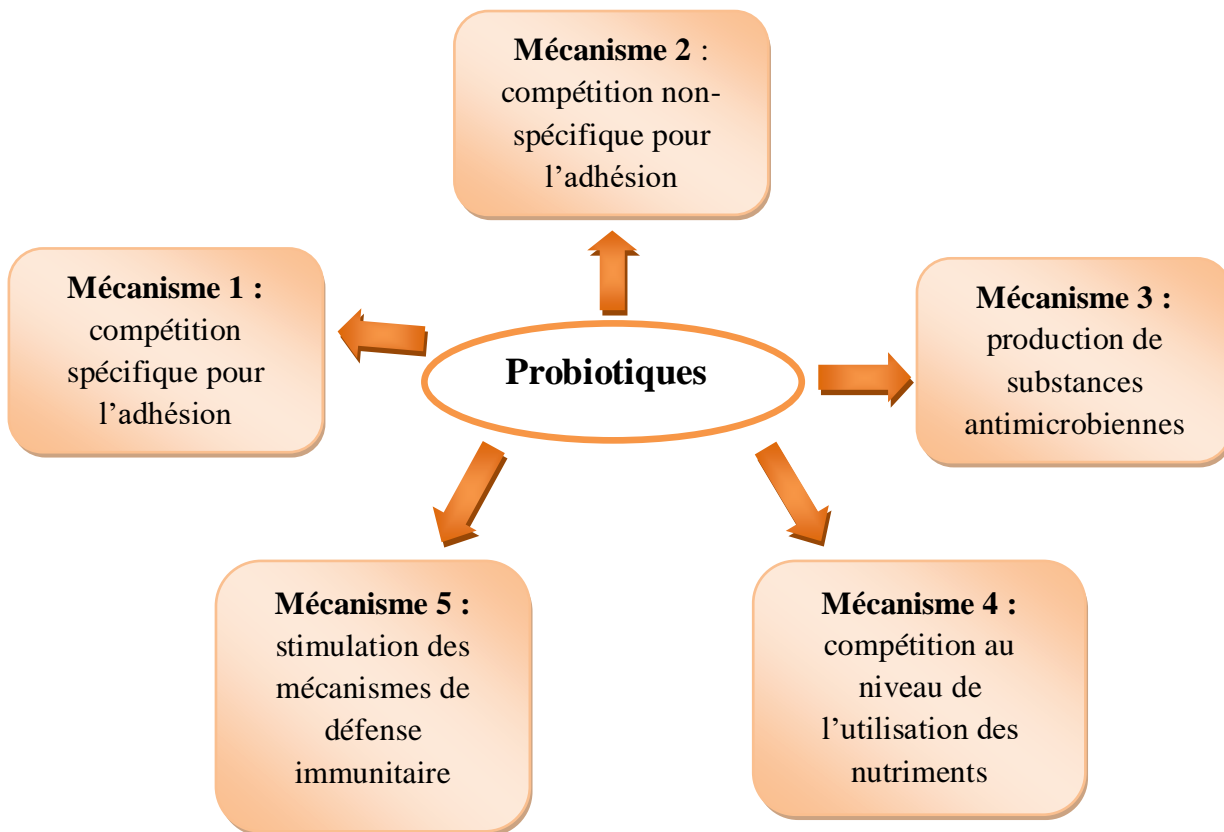 Mécanisme 2 :
compétition non-
spécifique pour
l’adhésion
Mécanisme 1 :
compétition
spécifique pour
l’adhésion
Probiotiques
Mécanisme 3 :
production de
substances
antimicrobiennes
Mécanisme 5 :
stimulation des
mécanismes de
défense
immunitaire
Mécanisme 4 :
compétition au
niveau de
l’utilisation des
nutriments